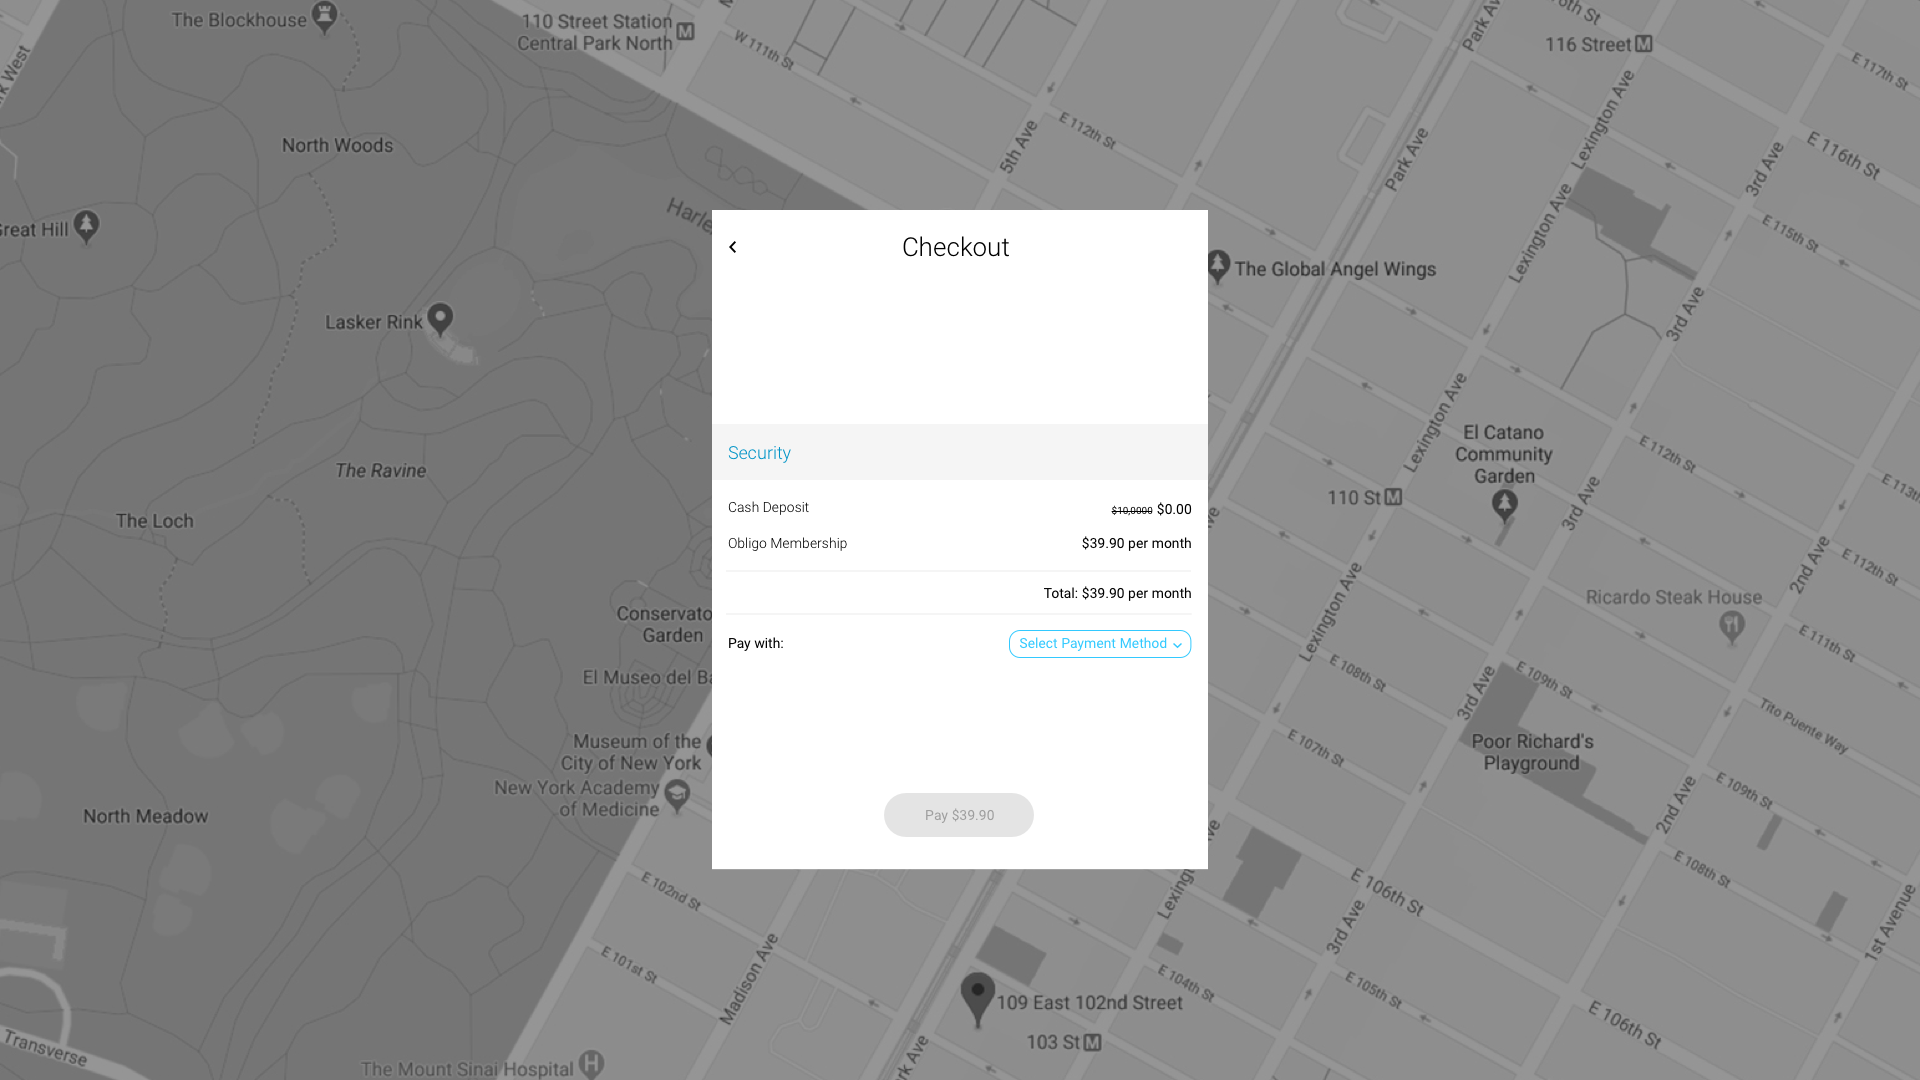 The Blockhouse
110 Street Station
Central Park North
W 111th St
116 Street
E 117th St
Park Ave
Lexington Ave
E 116th St
E 112th St
5th Ave
Park Ave
3rd Ave
North Woods
Great Hill
Lasker Rink
E 115th St
Lexington Ave
The Global Angel Wings
3rd Ave
Checkout
Security
Cash Deposit
$10,0000 $0.00
Obligo Membership
$39.90 per month
Total: $39.90 per month
Pay with:
Select Payment Method
Pay $39.90
The Ravine
The Loch
El Catano
Community
Garden
Lexington Ave
E 112th St
110 St
3rd Ave
E 113th
2nd Ave
E 112th St
Ricardo Steak House
E 111th St
Lexington Ave
E 108th St
E 109th St
3rd Ave
Tito Puente Way
Conservato
Garden
El Museo del Ba
Museum of the
City of New York
New York Academy
of Medicine
E 107th St
Poor Richard's
Playground
E 109th St
2nd Ave
North Meadow
E 108th St
E 102nd St
E 106th St
1st Avenue
E 101st St
Madison Ave
3rd Ave
E 104th St
E 105th St
109 East 102nd Street
103 St
E 106th St
Transverse
The Mount Sinai Hospital